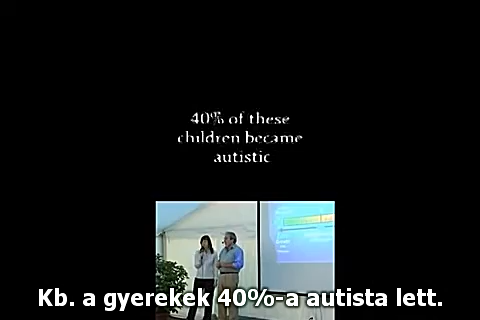 40% of these
children became
autistic
Kb. a gyerekek 40%-a autista lett.